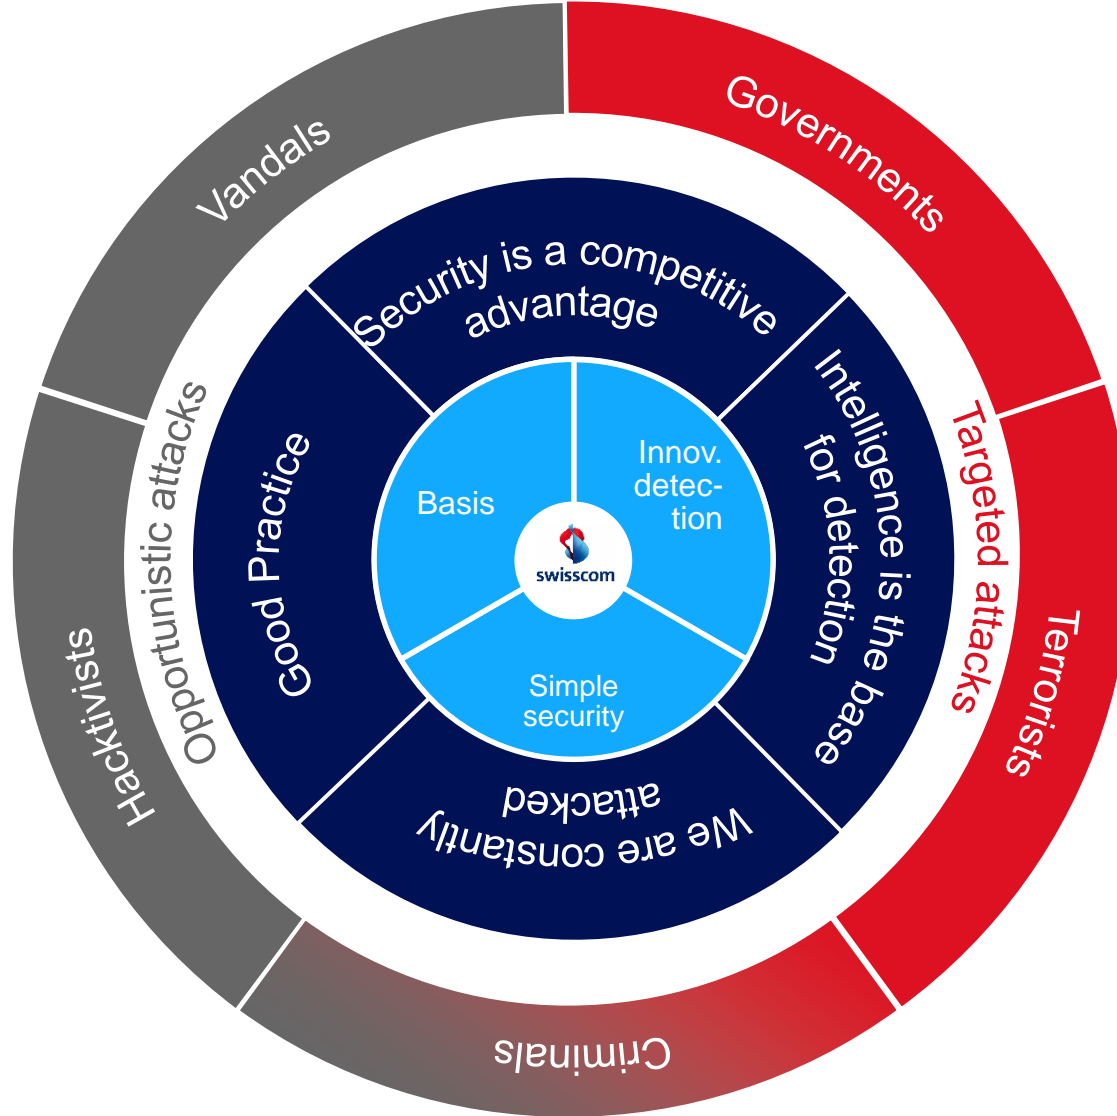 Vandals
Governments
Security is a competitive
advantage
Opportunistic attacks
Good Practice
Intelligence is the base
for detection
Targeted attacks
Basis
Innov.
detec-
tion
swisscom
Simple
security
Hacktivists
Terrorists
We are constantly
attacked
Criminals